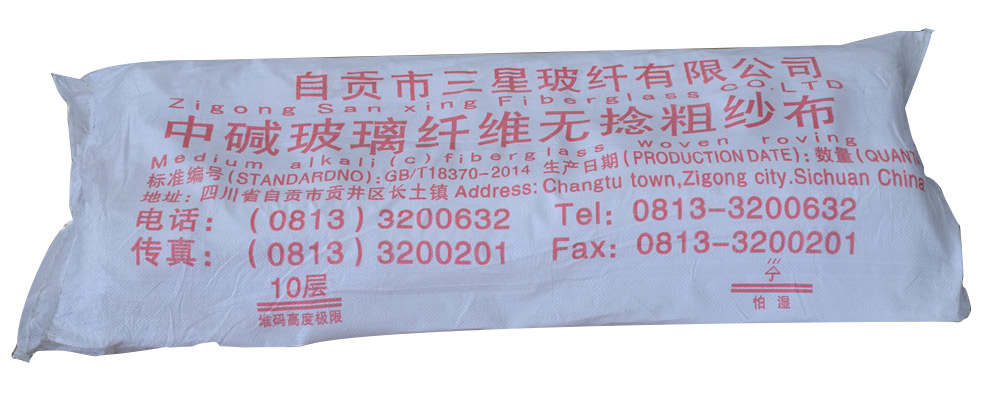 自贡市三星玻纤有限公司
Zigong San xing Fiberglass CO.LTD
中碱玻璃纤维无捻粗纱布
Medium alkali(c)fiberglass woven roving
标准编号(STANDARDNO):GB/T18370-2014 生产日期(PRODUCTION DATE):数量(QUANT
地址:四川省自贡市贡井区长土镇 Address:Changtu town,Zigong city.Sichuan China
电话:(0813)3200632 Tel:0813-3200632
传真:(0813)3200201 Fax:0813-3200201
10层
堆码高度极限
怕湿